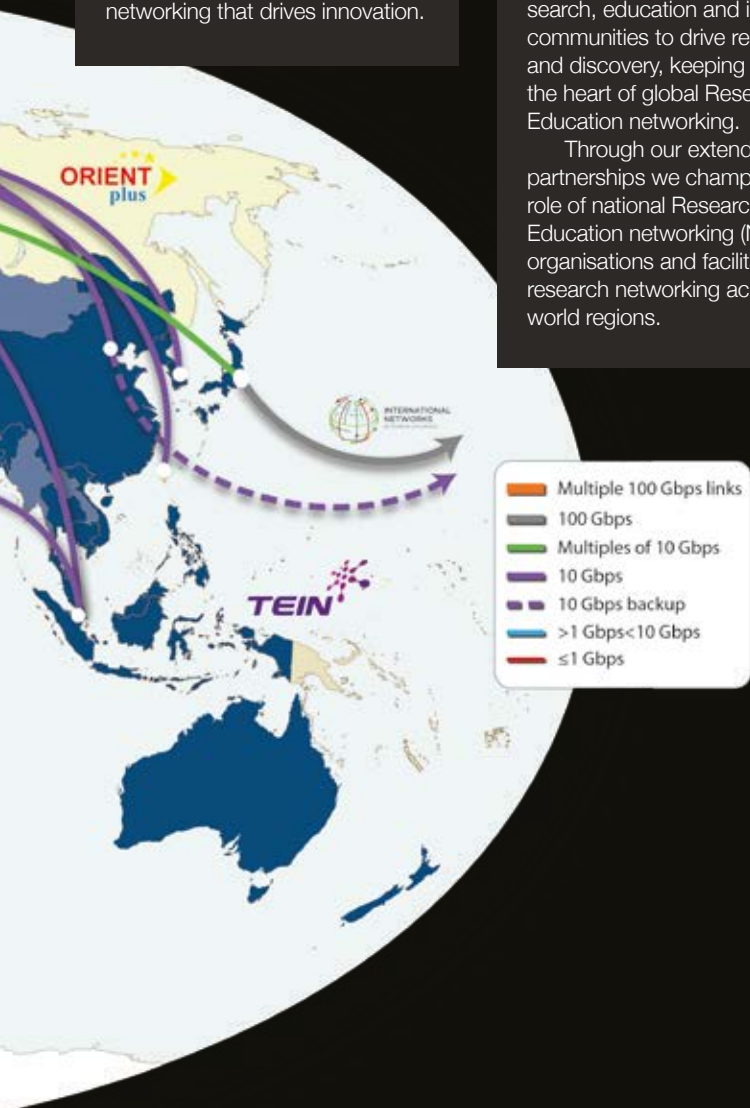 networking that drives innovation.
search, education and i
communities to drive re
and discovery, keeping
the heart of global Rese
Education networking.
Through our extend
partnerships we champ
role of national Researc
Education networking (N
organisations and facilit
research networking ac
world regions.
ORIENT
plus
INTERNATIONAL
NETWORKS
TEIN
Multiple 100 Gbps links
100 Gbps
Multiples of 10 Gbps
10 Gbps
10 Gbps backup
>1 Gbps<10 Gbps
≤1 Gbps